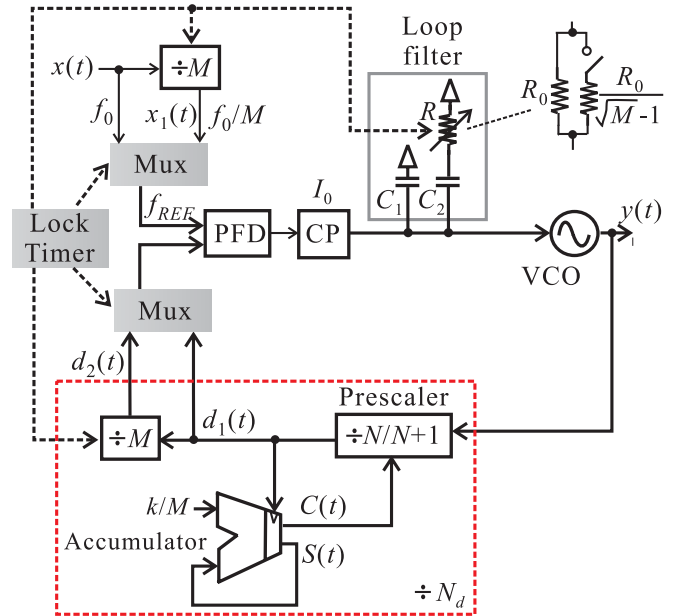 Loop
filter
x(t)
÷M
f0
x1(t)
f0/M
R
R0
R0
√M -1
Mux
Lock
Timer
fREF
PFD
I0
CP
C1
C2
y(t)
VCO
Mux
d2(t)
Prescaler
÷M
d1(t)
÷N/N+1
k/M
C(t)
Accumulator
S(t)
÷Nd